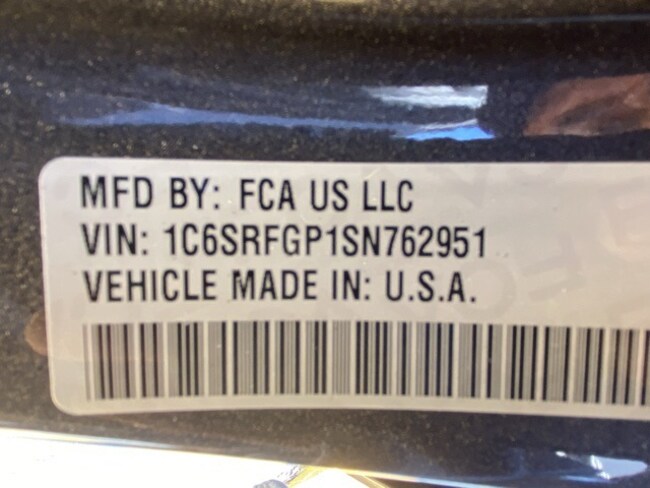 MFD BY: FCA US LLC
VIN: 1C6SRFGP1SN762951
VEHICLE MADE IN: U.S.A.